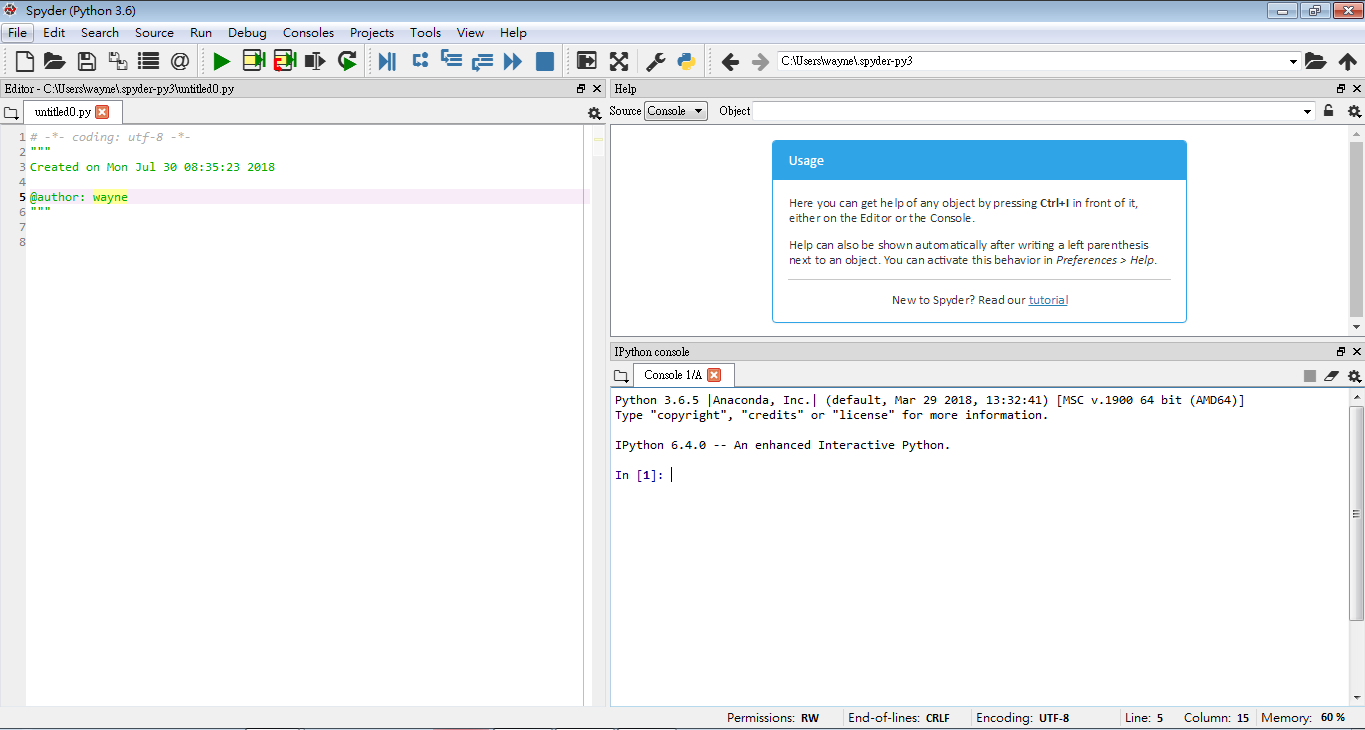 Spyder (Python 3.6)
File Edit Search Source Run Debug Consoles Projects Tools View Help
C:\Users\wayne\.spyder-py3
Editor - C:\Users\wayne\.spyder-py3\untitled0.py
untitled0.py
1 # -*- coding: utf-8 -*-
2 """
3 Created on Mon Jul 30 08:35:23 2018
4
5 @author: wayne
6 """
7
8
Help
Source Console Object
Usage
Here you can get help of any object by pressing Ctrl+I in front of it,
either on the Editor or the Console.
Help can also be shown automatically after writing a left parenthesis
next to an object. You can activate this behavior in Preferences > Help.
New to Spyder? Read our tutorial
IPython console
Console 1/A
Python 3.6.5 |Anaconda, Inc.| (default, Mar 29 2018, 13:32:41) [MSC v.1900 64 bit (AMD64)]
Type "copyright", "credits" or "license" for more information.
IPython 6.4.0 -- An enhanced Interactive Python.
In [1]:
Permissions: RW End-of-lines: CRLF Encoding: UTF-8 Line: 5 Column: 15 Memory: 60 %